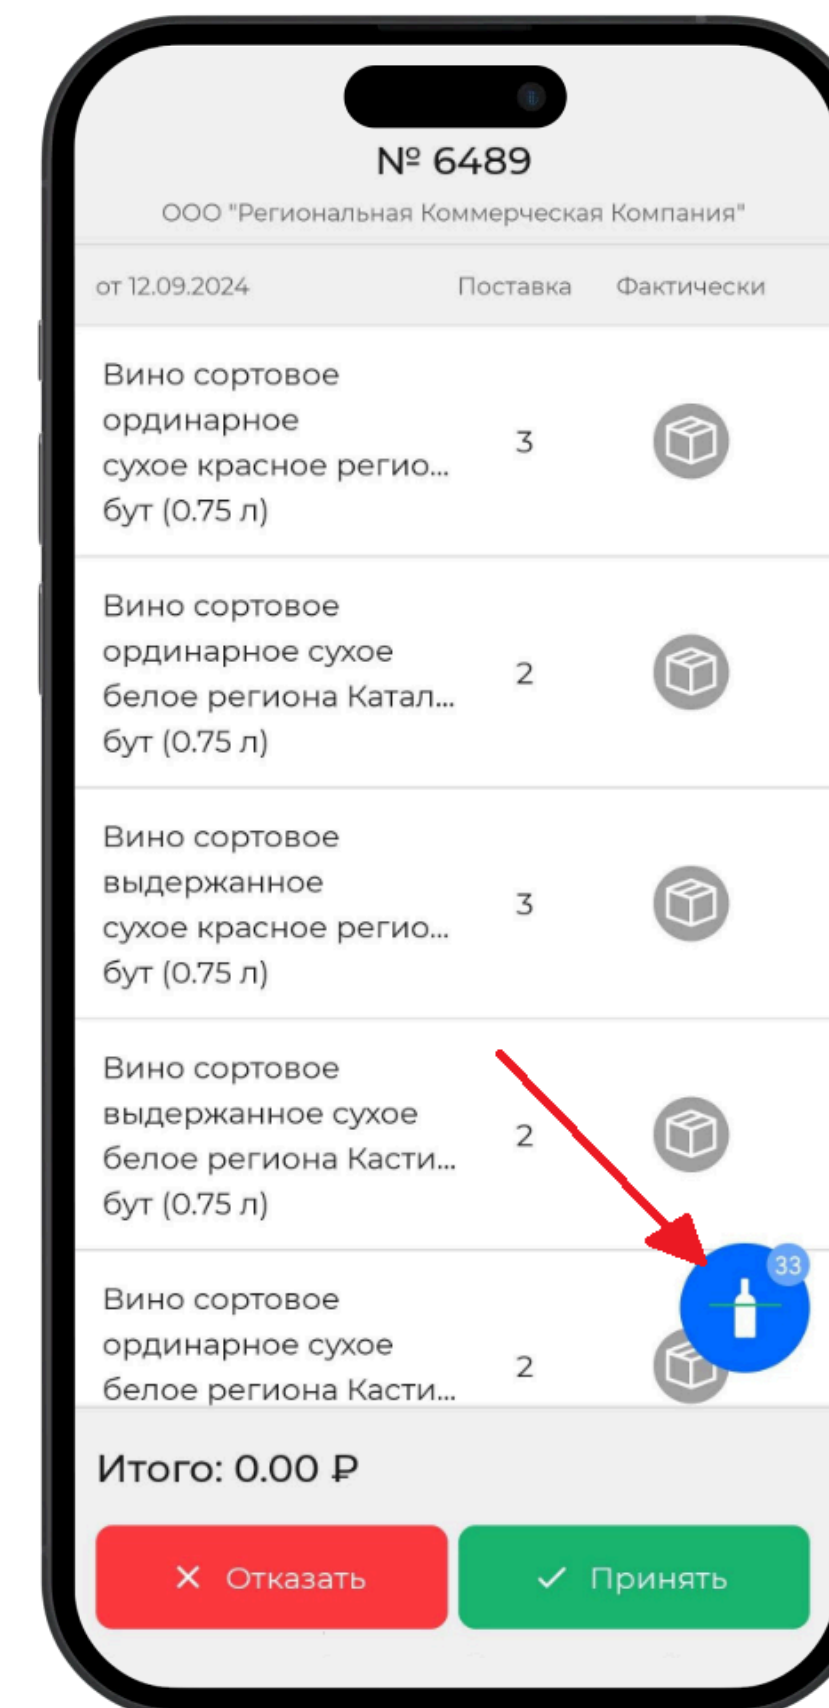 № 6489
ООО "Региональная Коммерческая Компания"
от 12.09.2024 Поставка Фактически
Вино сортовое
ординарное
сухое красное регио...
бут (0.75 л)
3
Вино сортовое
ординарное сухое
белое региона Катал...
бут (0.75 л)
2
Вино сортовое
выдержанное
сухое красное регио...
бут (0.75 л)
3
Вино сортовое
выдержанное сухое
белое региона Касти...
бут (0.75 л)
2
33
Вино сортовое
ординарное сухое
белое региона Касти...
2
Итого: 0.00 ₽
Отказать
Принять